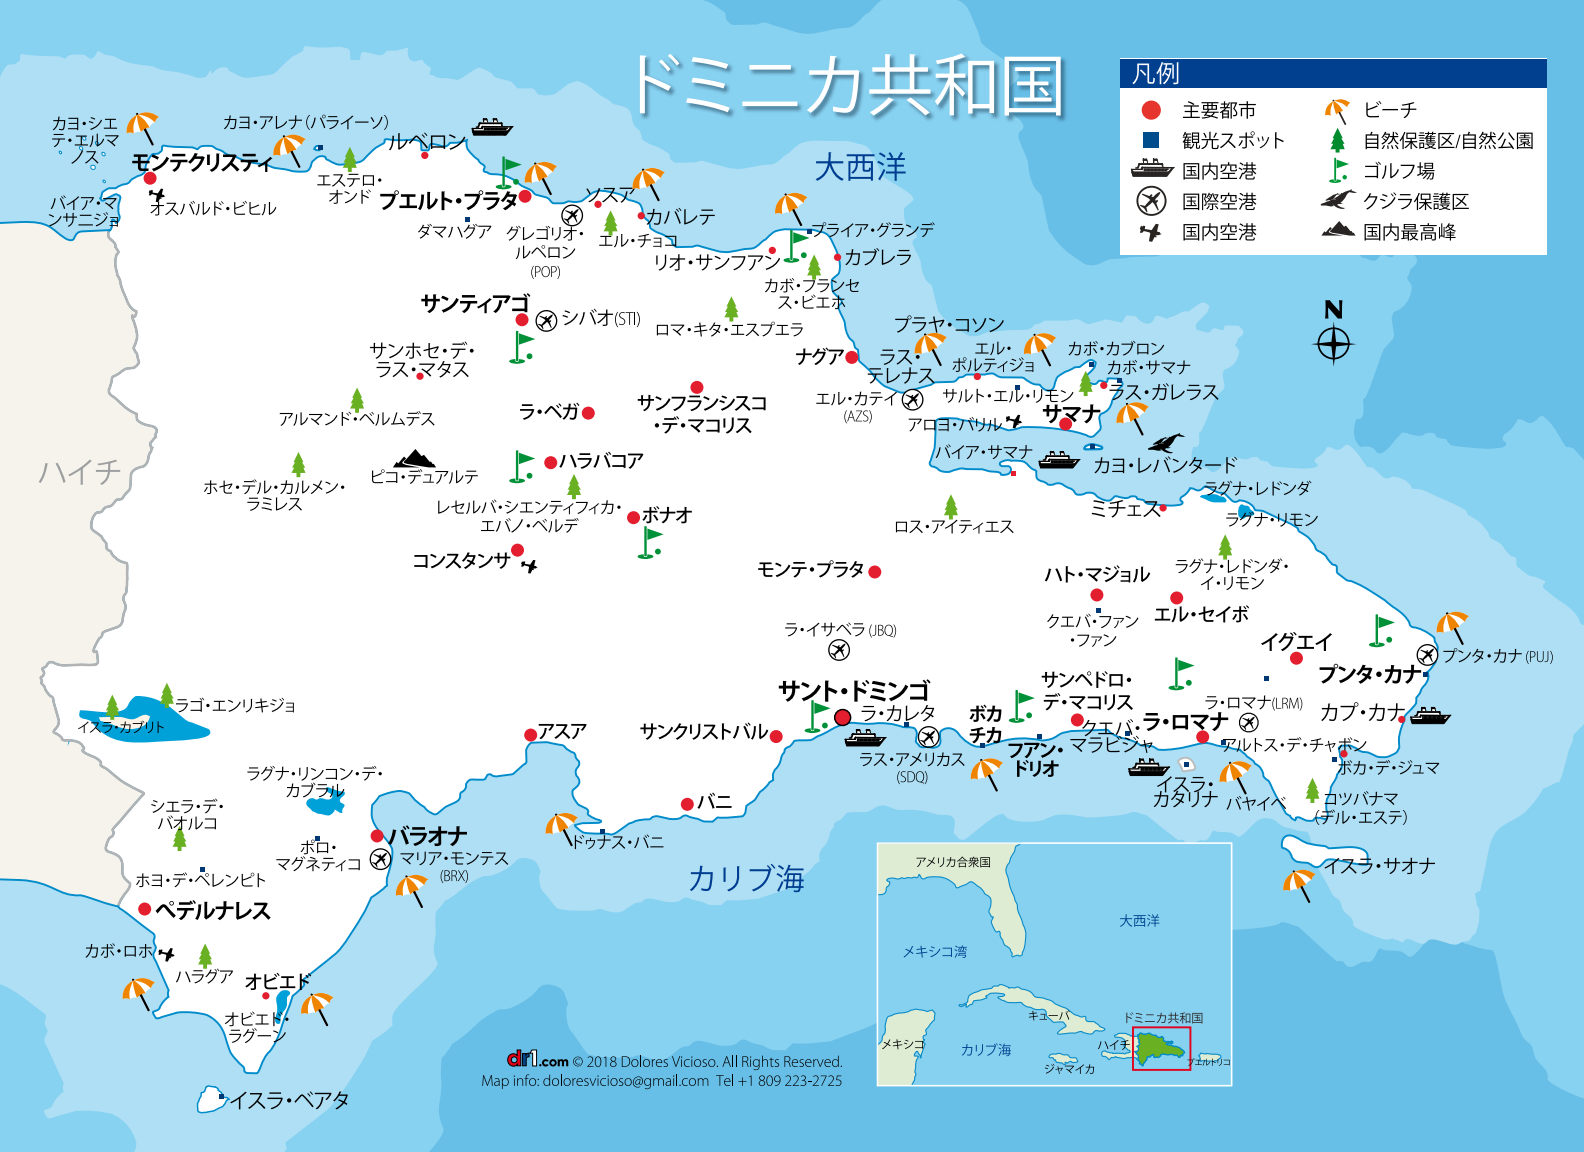 ドミニカ共和国
凡例
主要都市
観光スポット
国内空港
国際空港
国内空港
ビーチ
自然保護区/自然公園
ゴルフ場
クジラ保護区
国内最高峰
N
大西洋
カリブ海
ハイチ
カヨ・シエ
テ・エルマ
ノス
カヨ・アレナ(パライーソ)
ルペロン
モンテクリスティ
バイア・マ
ンサニジョ
オスバルド・ビヒル
エステロ・
オンド
プエルト・プラタ
ダマハグア
グレゴリオ・
ルペロン
(POP)
ソスア
カバレテ
エル・チョコ
プライア・グランデ
リオ・サンフアン
カブレラ
カボ・フランセ
ス・ビエホ
サンティアゴ
シバオ(STI)
ロマ・キタ・エスプエラ
サンホセ・デ・
ラス・マタス
ナグア
プラヤ・コソン
ラス・
テレナス
エル・
ポルティジョ
カボ・カブロン
カボ・サマナ
ラス・ガレラス
エル・カティ
(AZS)
サルト・エル・リモン
サマナ
アロヨ・バリル
バイア・サマナ
カヨ・レバンタード
アルマンド・ベルムデス
ラ・ベガ
サンフランシスコ
・デ・マコリス
ハラバコア
ピコ・デュアルテ
ホセ・デル・カルメン・
ラミレス
レセルバ・シエンティフィカ・
エバノ・ベルデ
ボナオ
コンスタンサ
ロス・アイティエス
ミチェス
ラグナ・レドンダ
ラグナ・リモン
ラグナ・レドンダ・
イ・リモン
モンテ・プラタ
ハト・マジョル
クエバ・ファン
・ファン
エル・セイボ
イグエイ
ラ・イサベラ(JBQ)
プンタ・カナ(PUJ)
プンタ・カナ
サント・ドミンゴ
ラ・カレタ
サンペドロ・
デ・マコリス
ボカ
チカ
フアン・
ドリオ
クエバ・
マラビジャ
ラ・ロマナ(LRM)
ラ・ロマナ
カプ・カナ
アルトス・デ・チャボン
ボカ・デ・ジュマ
ラス・アメリカス
(SDQ)
イスラ・
カタリナ
バヤイベ
コツバナマ
(デル・エステ)
イスラ・サオナ
ラゴ・エンリキジョ
イスラ・カブリト
アスア
サンクリストバル
バニ
ドゥナス・バニ
ラグナ・リンコン・デ・
カブラル
シエラ・デ・
バオルコ
ポロ・
マグネティコ
バラオナ
マリア・モンテス
(BRX)
ホヨ・デ・ペレンピト
ペデルナレス
カボ・ロホ
ハラグア
オビエド
オビエド・
ラグーン
イスラ・ベアタ
dr1.com © 2018 Dolores Vicioso. All Rights Reserved.
Map info: doloresvicioso@gmail.com Tel +1 809 223-2725
アメリカ合衆国
大西洋
メキシコ湾
キューバ
ドミニカ共和国
メキシコ
カリブ海
ハイチ
ジャマイカ
プエルトリコ